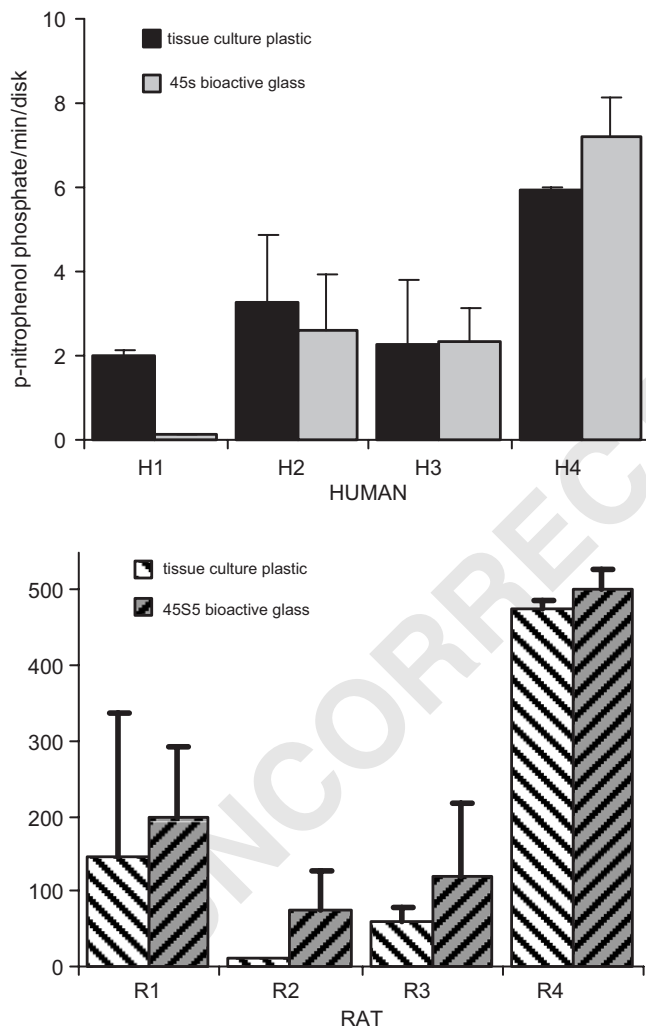 10
tissue culture plastic
45s bioactive glass
8
6
4
2
0
p-nitrophenol phosphate/min/disk
H1 H2 H3 H4
HUMAN
tissue culture plastic
45S5 bioactive glass
500
400
300
200
100
0
R1 R2 R3 R4
RAT
UNCORREC